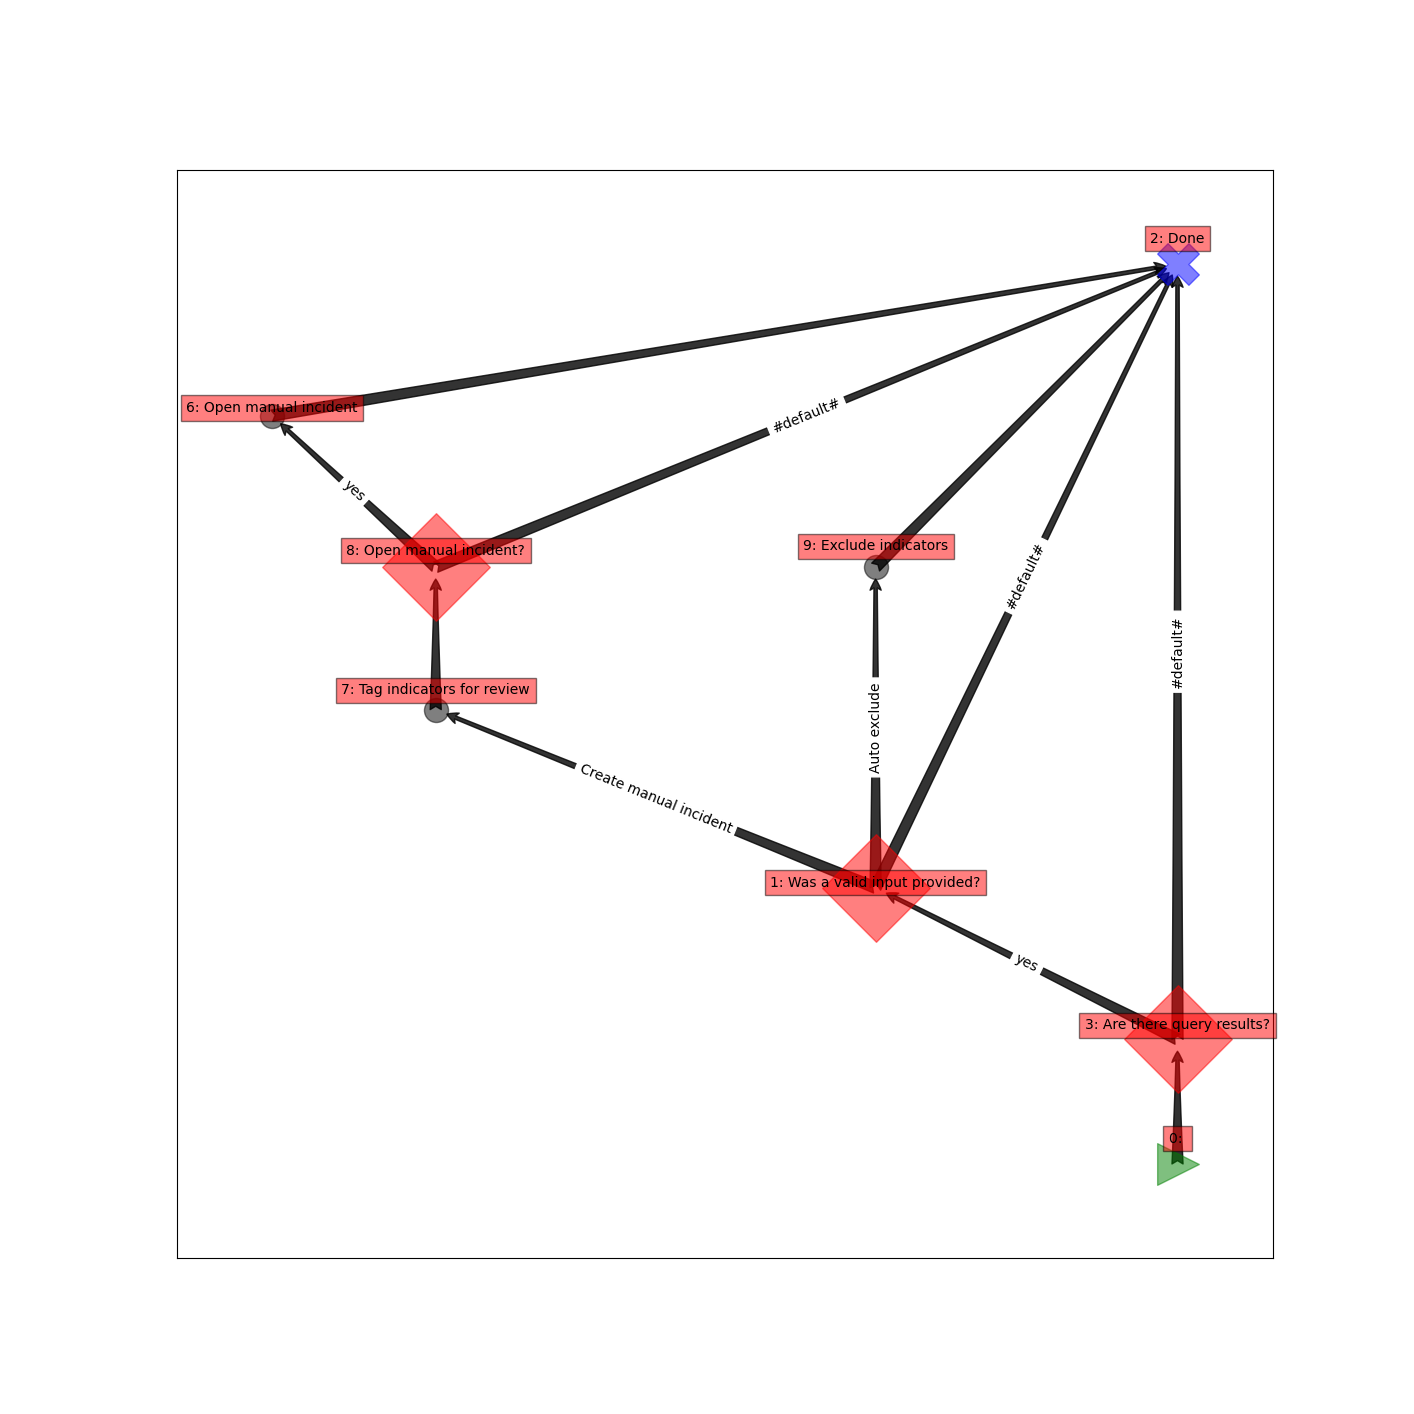 2: Done
6: Open manual incident
#default#
yes
8: Open manual incident?
9: Exclude indicators
#default#
#default#
7: Tag indicators for review
Auto exclude
Create manual incident
1: Was a valid input provided?
yes
3: Are there query results?
0: